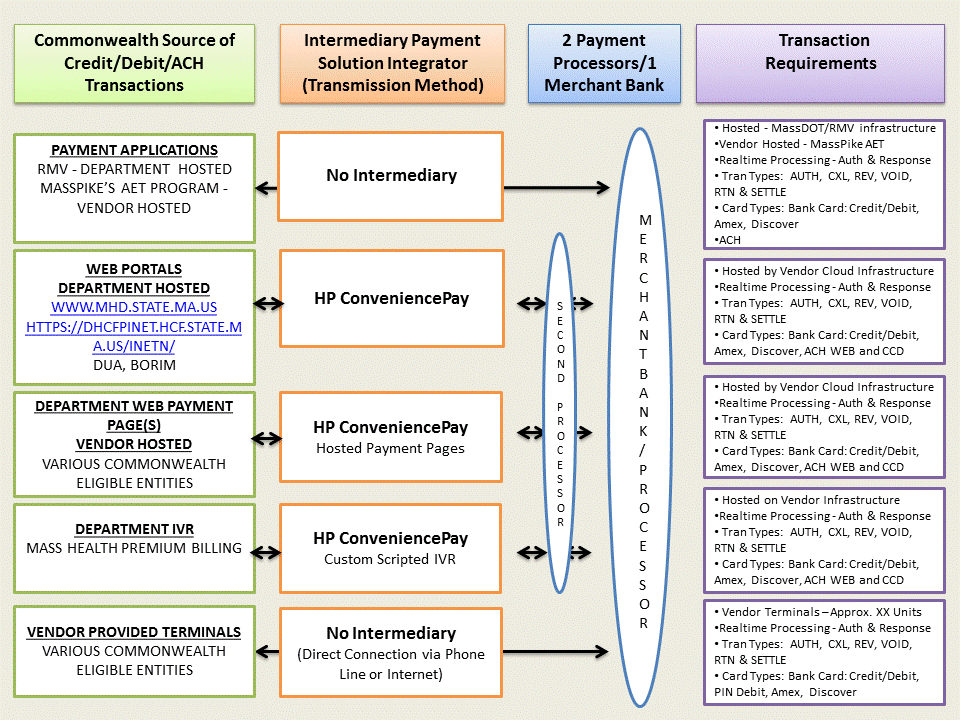 Commonwealth Source of
Credit/Debit/ACH
Transactions
Intermediary Payment
Solution Integrator
(Transmission Method)
2 Payment
Processors/1
Merchant Bank
Transaction
Requirements
PAYMENT APPLICATIONS
RMV - DEPARTMENT HOSTED
MASSPIKE'S AET PROGRAM -
VENDOR HOSTED
No Intermediary
• Hosted - MassDOT/RMV infrastructure
•Vendor Hosted - MassPike AET
•Realtime Processing - Auth & Response
• Tran Types: AUTH, CXL, REV, VOID,
RTN & SETTLE
• Card Types: Bank Card: Credit/Debit,
Amex, Discover
•ACH
WEB PORTALS
DEPARTMENT HOSTED
WWW.MHD.STATE.MA.US
HTTPS://DHCFPINET.HCF.STATE.M
A.US/INETN/
DUA, BORIM
HP ConveniencePay
• Hosted by Vendor Cloud Infrastructure
•Realtime Processing - Auth & Response
• Tran Types: AUTH, CXL, REV, VOID,
RTN & SETTLE
• Card Types: Bank Card: Credit/Debit,
Amex, Discover, ACH WEB and CCD
DEPARTMENT WEB PAYMENT
PAGE(S)
VENDOR HOSTED
VARIOUS COMMONWEALTH
ELIGIBLE ENTITIES
HP ConveniencePay
Hosted Payment Pages
• Hosted by Vendor Cloud Infrastructure
•Realtime Processing - Auth & Response
• Tran Types: AUTH, CXL, REV, VOID,
RTN & SETTLE
• Card Types: Bank Card: Credit/Debit,
Amex, Discover, ACH WEB and CCD
DEPARTMENT IVR
MASS HEALTH PREMIUM BILLING
HP ConveniencePay
Custom Scripted IVR
• Hosted on Vendor Infrastructure
•Realtime Processing - Auth & Response
• Tran Types: AUTH, CXL, REV, VOID,
RTN & SETTLE
• Card Types: Bank Card: Credit/Debit,
Amex, Discover, ACH WEB and CCD
VENDOR PROVIDED TERMINALS
VARIOUS COMMONWEALTH
ELIGIBLE ENTITIES
No Intermediary
(Direct Connection via Phone
Line or Internet)
• Vendor Terminals – Approx. XX Units
•Realtime Processing - Auth & Response
• Tran Types: AUTH, CXL, REV, VOID,
RTN & SETTLE
• Card Types: Bank Card: Credit/Debit,
PIN Debit, Amex, Discover
SECOND PROCESSOR
MERCHANT BANK/PROCESSOR